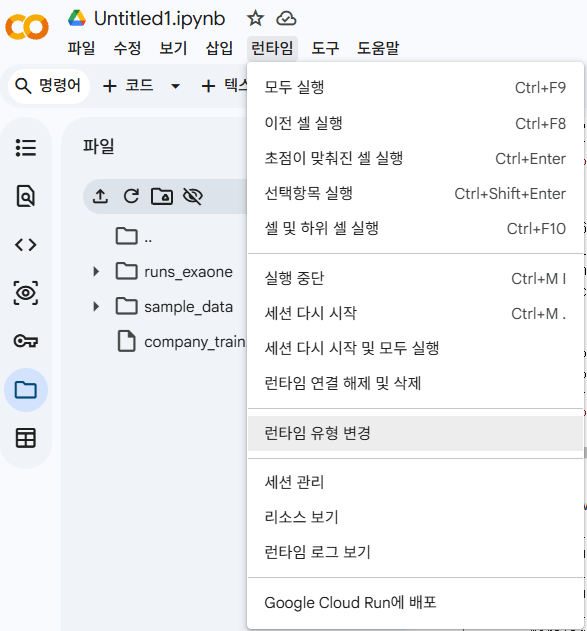 Untitled1.ipynb
파일 수정 보기 삽입 런타임 도구 도움말
명령어 + 코드 + 텍스
파일
..
runs_exaone
sample_data
company_train
모두 실행 Ctrl+F9
이전 셀 실행 Ctrl+F8
초점이 맞춰진 셀 실행 Ctrl+Enter
선택항목 실행 Ctrl+Shift+Enter
셀 및 하위 셀 실행 Ctrl+F10
실행 중단 Ctrl+M I
세션 다시 시작 Ctrl+M .
세션 다시 시작 및 모두 실행
런타임 연결 해제 및 삭제
런타임 유형 변경
세션 관리
리소스 보기
런타임 로그 보기
Google Cloud Run에 배포